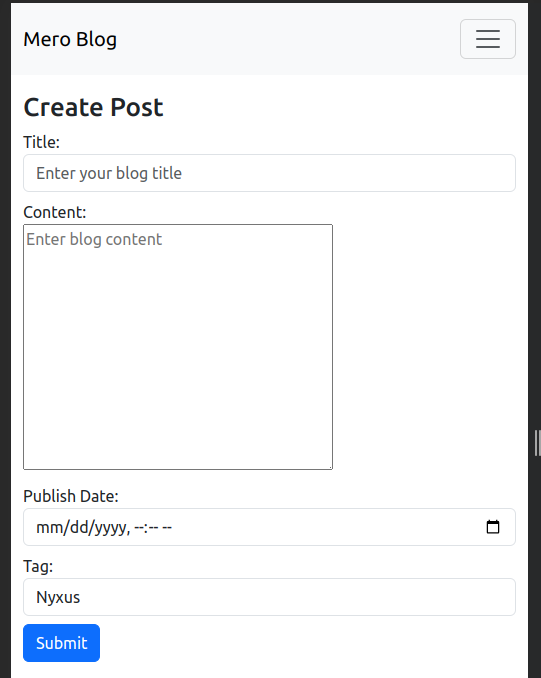 Mero Blog
Create Post
Title:
Enter your blog title
Content:
Enter blog content
Publish Date:
mm/dd/yyyy, --:-- --
Tag:
Nyxus
Submit